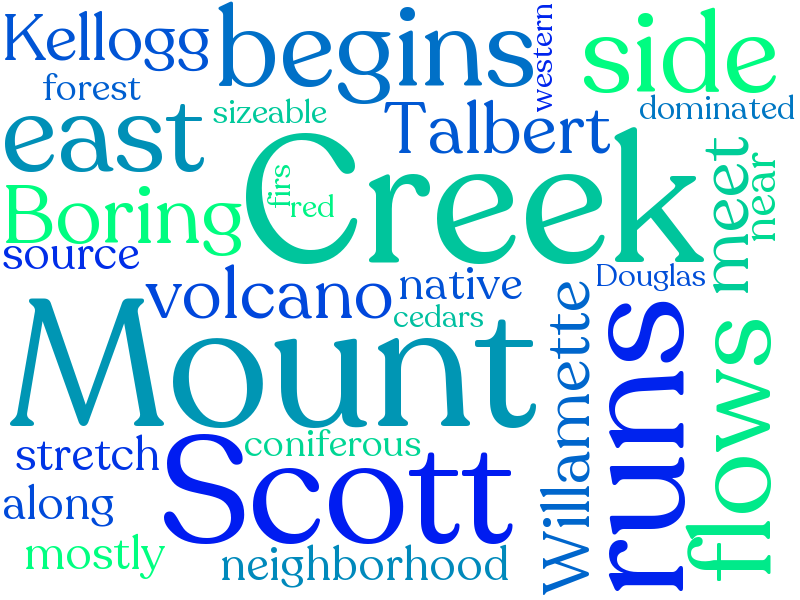 Kellogg
begins
western
side
forest
sizeable
dominated
east
Talbert
Creek
firs
red
meet
near
Boring
source
volcano
native
Douglas
cedars
Mount
Willamette
runs
flows
stretch
Scott
coniferous
along
mostly
neighborhood